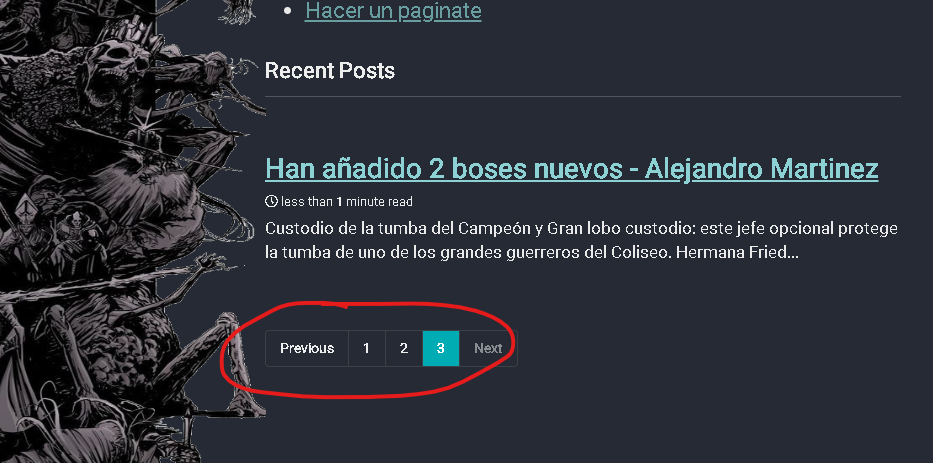 Hacer un paginate
Recent Posts
Han añadido 2 boses nuevos - Alejandro Martinez
less than 1 minute read
Custodio de la tumba del Campeón y Gran lobo custodio: este jefe opcional protege
la tumba de uno de los grandes guerreros del Coliseo. Hermana Fried...
Previous 1 2 3 Next